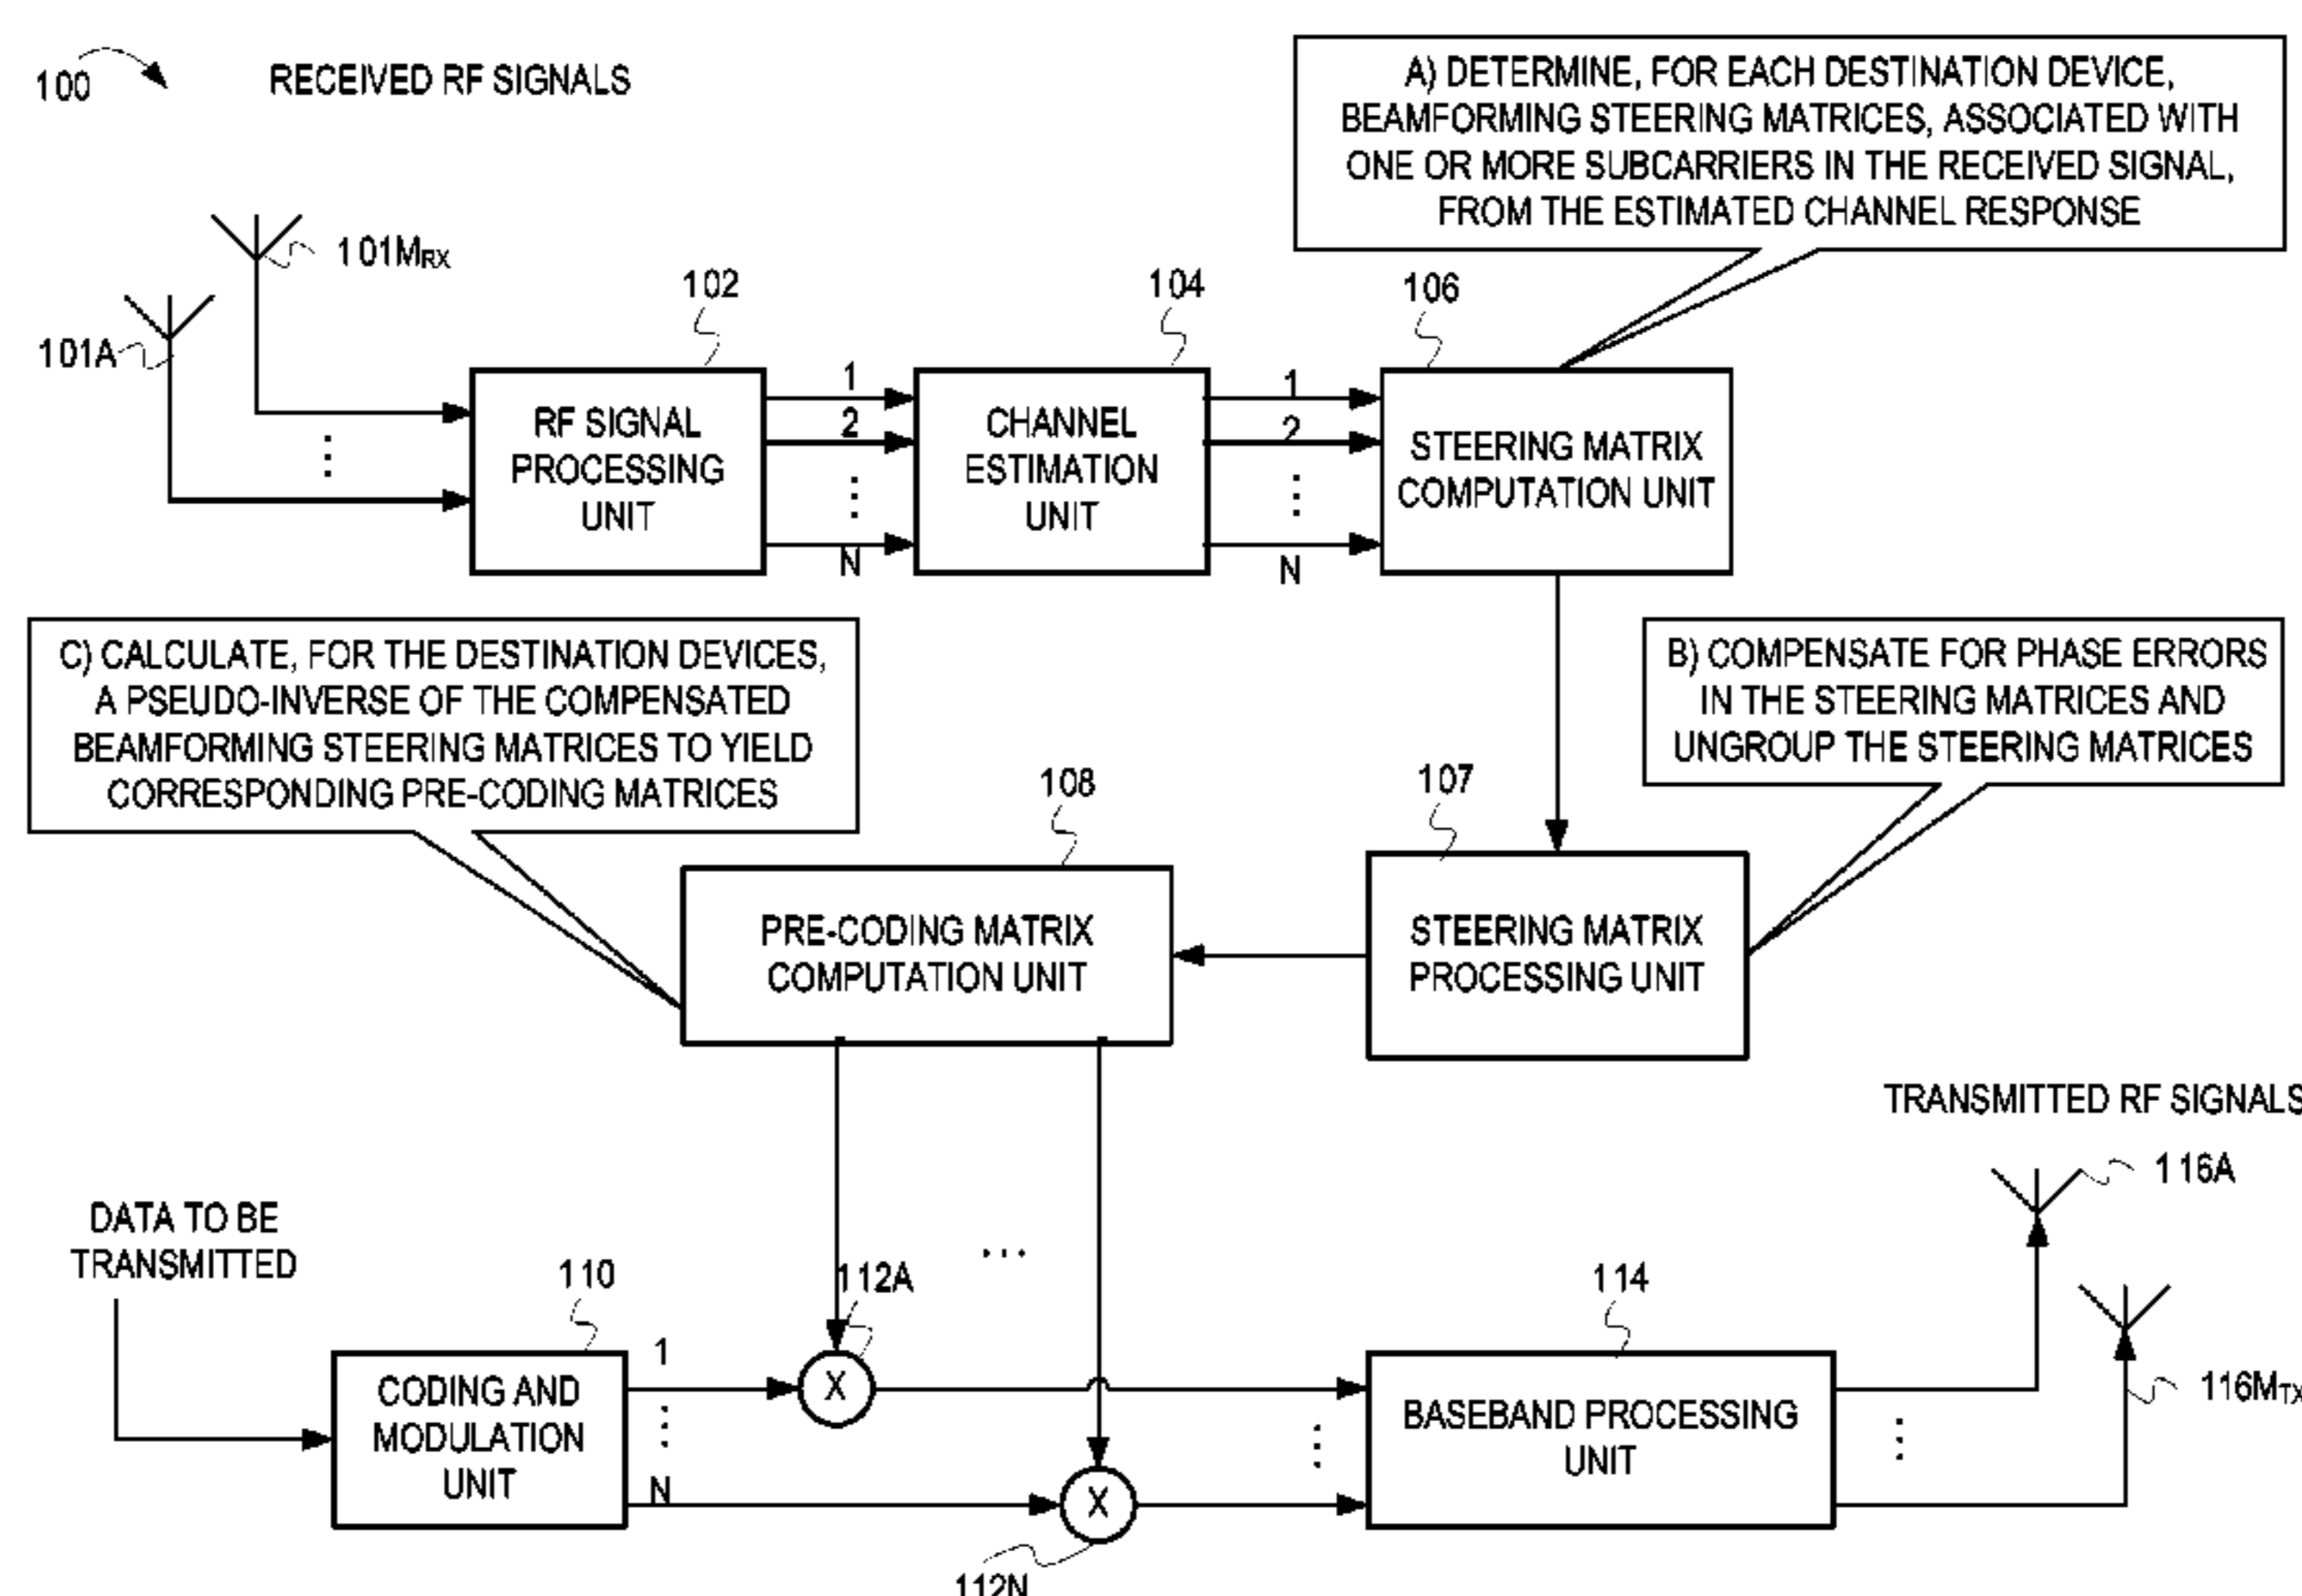 100
RECEIVED RF SIGNALS
A) DETERMINE, FOR EACH DESTINATION DEVICE,
BEAMFORMING STEERING MATRICES, ASSOCIATED WITH
ONE OR MORE SUBCARRIERS IN THE RECEIVED SIGNAL,
FROM THE ESTIMATED CHANNEL RESPONSE
101MRX
101A
102
104
106
RF SIGNAL
PROCESSING
UNIT
1
2
N
CHANNEL
ESTIMATION
UNIT
1
2
N
STEERING MATRIX
COMPUTATION UNIT
C) CALCULATE, FOR THE DESTINATION DEVICES,
A PSEUDO-INVERSE OF THE COMPENSATED
BEAMFORMING STEERING MATRICES TO YIELD
CORRESPONDING PRE-CODING MATRICES
B) COMPENSATE FOR PHASE ERRORS
IN THE STEERING MATRICES AND
UNGROUP THE STEERING MATRICES
108
107
PRE-CODING MATRIX
COMPUTATION UNIT
STEERING MATRIX
PROCESSING UNIT
TRANSMITTED RF SIGNALS
116A
DATA TO BE
TRANSMITTED
110
112A
...
114
116MTX
CODING AND
MODULATION
UNIT
1
N
X
X
BASEBAND PROCESSING
UNIT
112N